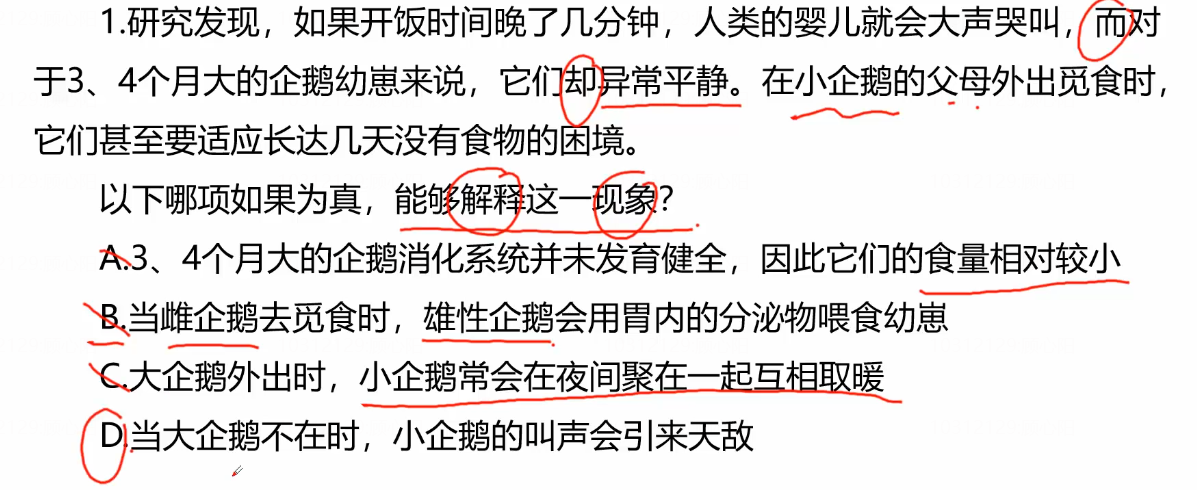 1.研究发现，如果开饭时间晚了几分钟，人类的婴儿就会大声哭叫，而对
于3、4个月大的企鹅幼崽来说，它们却异常平静。在小企鹅的父母外出觅食时，
它们甚至要适应长达几天没有食物的困境。
以下哪项如果为真，能够解释这一现象？
A.3、4个月大的企鹅消化系统并未发育健全，因此它们的食量相对较小
B.当雌企鹅去觅食时，雄性企鹅会用胃内的分泌物喂食幼崽
C.大企鹅外出时，小企鹅常会在夜间聚在一起互相取暖
D.当大企鹅不在时，小企鹅的叫声会引来天敌